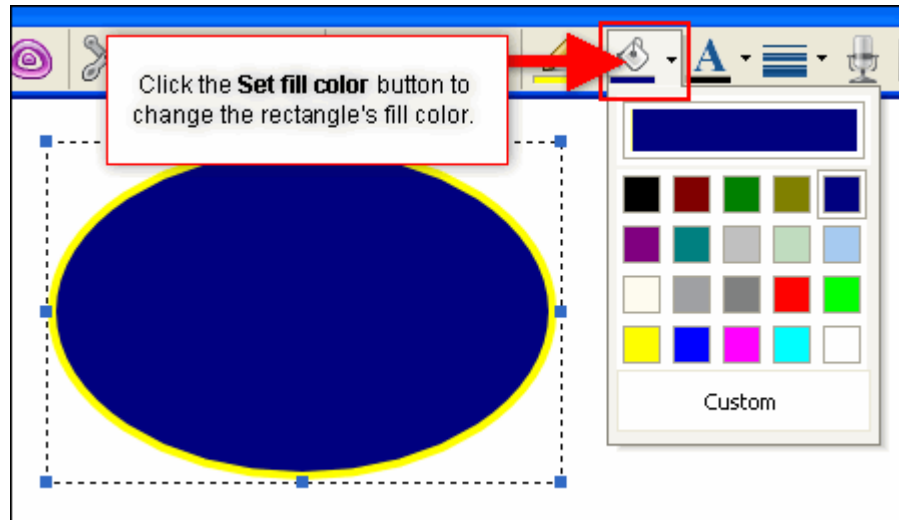 Click the Set fill color button to
change the rectangle's fill color.
A
Custom